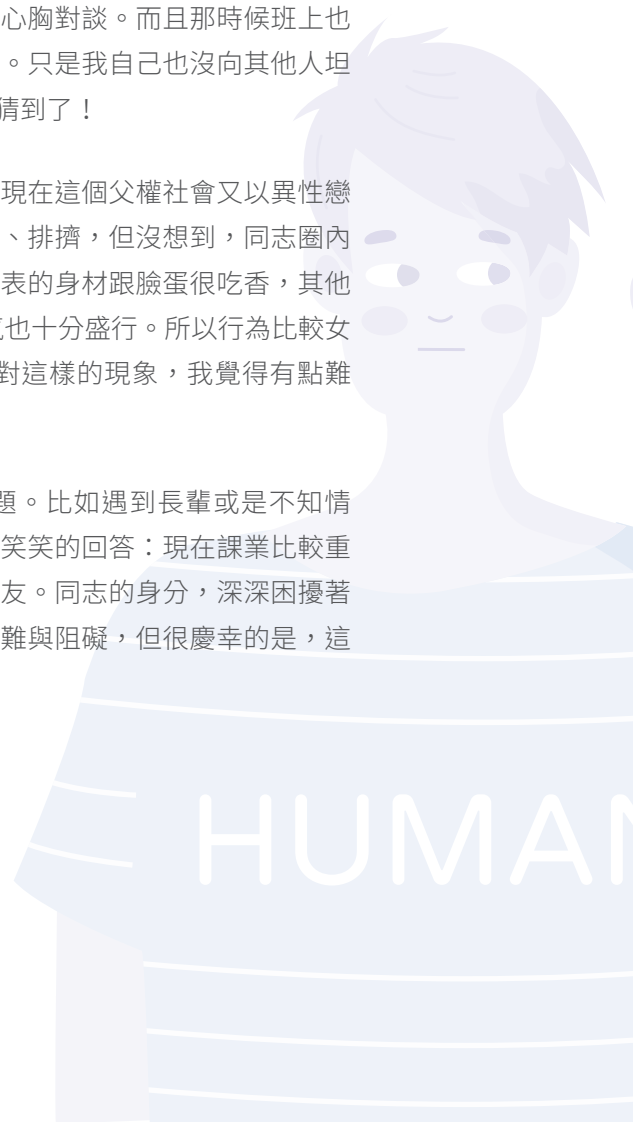 心胸對談。而且那時候班上也
。只是我自己也沒向其他人坦
猜到了！
現在這個父權社會又以異性戀
、排擠，但沒想到，同志圈內
表的身材跟臉蛋很吃香，其他
也十分盛行。所以行為比較女
對這樣的現象，我覺得有點難
題。比如遇到長輩或是不知情
笑笑的回答：現在課業比較重
友。同志的身分，深深困擾著
難與阻礙，但很慶幸的是，這
HUMAN